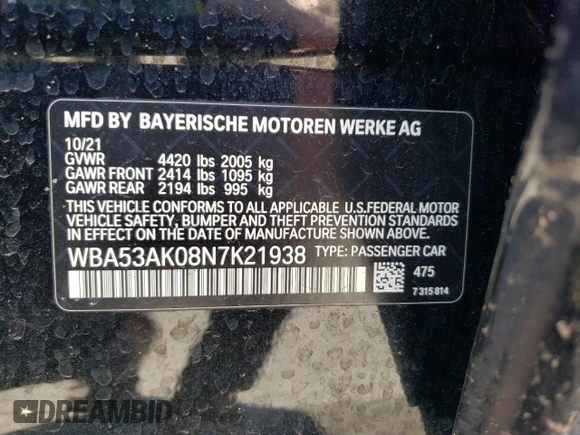 MFD BY BAYERISCHE MOTOREN WERKE AG
10/21
GVWR 4420 lbs 2005 kg
GAWR FRONT 2414 lbs 1095 kg
GAWR REAR 2194 lbs 995 kg
THIS VEHICLE CONFORMS TO ALL APPLICABLE U.S.FEDERAL MOTOR
VEHICLE SAFETY, BUMPER AND THEFT PREVENTION STANDARDS
IN EFFECT ON THE DATE OF MANUFACTURE SHOWN ABOVE.
WBA53AK08N7K21938 TYPE: PASSENGER CAR
475
7 315 814
DREAMBID